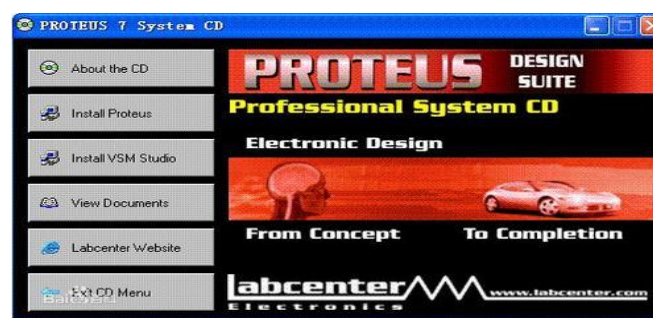 PROTEUS 7 System CD
About the CD
Install Proteus
Install VSM Studio
View Documents
Labcenter Website
Exit CD Menu
PROTEUS DESIGN SUITE
Professional System CD
Electronic Design
From Concept To Completion
labcenter www.labcenter.com
Electronics